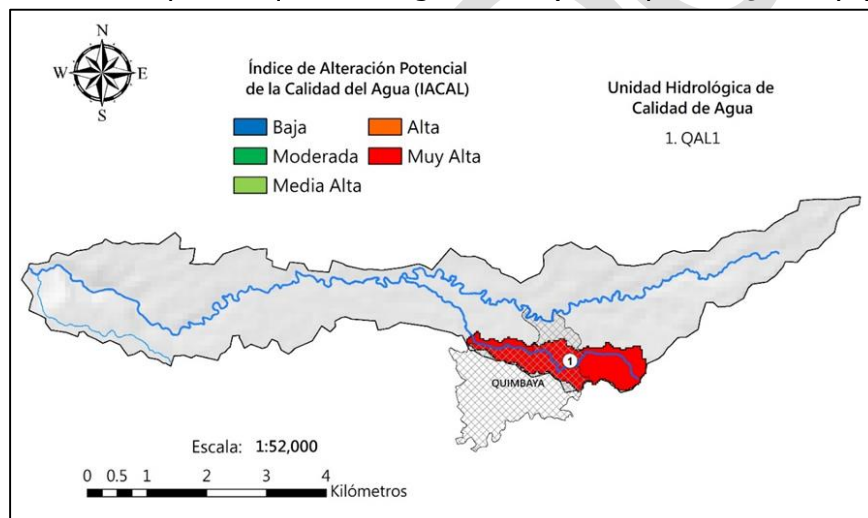 N
W E
S
Índice de Alteración Potencial
de la Calidad del Agua (IACAL)
Baja
Alta
Moderada
Muy Alta
Media Alta
Unidad Hidrológica de
Calidad de Agua
1. QAL1
1
QUIMBAYA
Escala: 1:52,000
0 0.5 1 2 3 4
Kilómetros